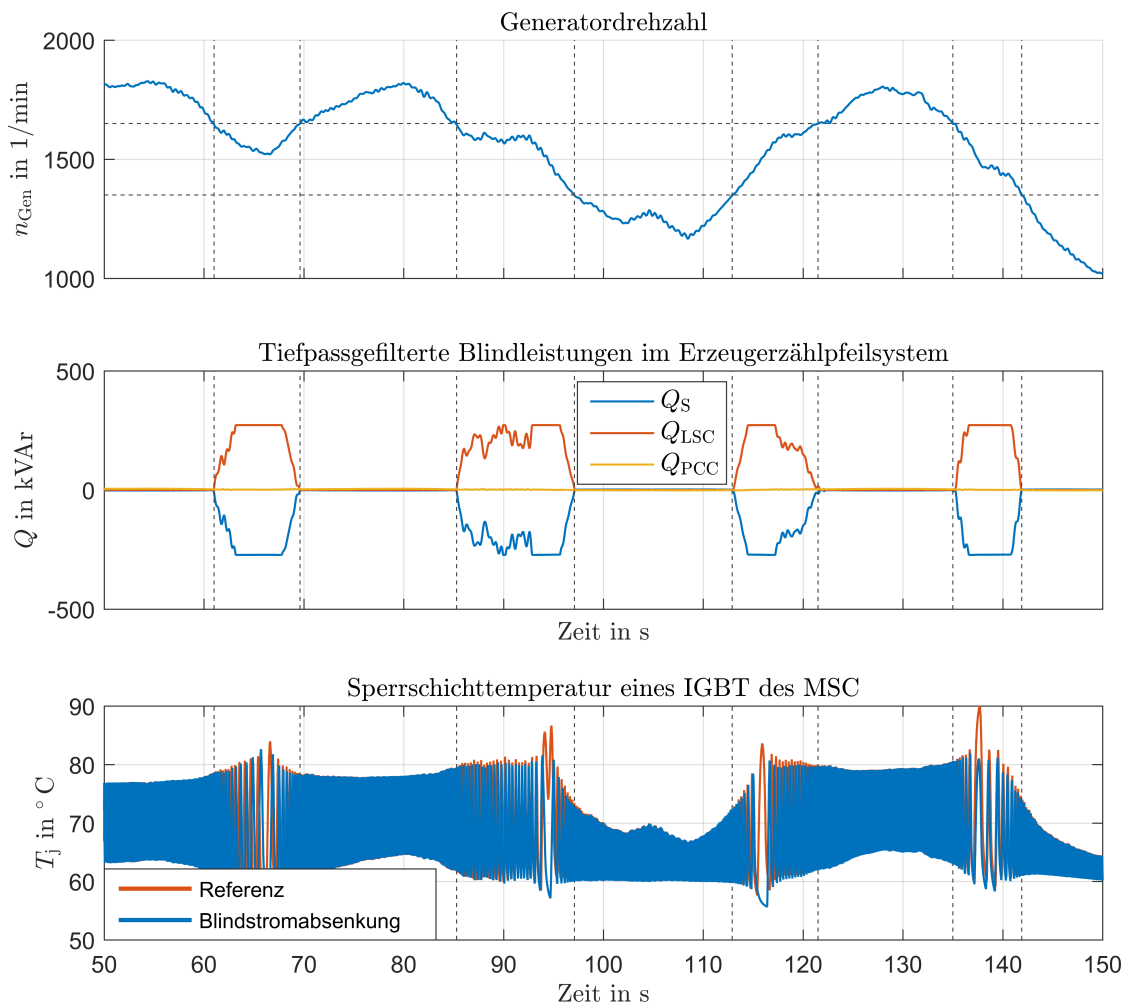 Generatordrehzahl
2000
1500
1000
n_Gen in 1/min
Tiefpassgefilterte Blindleistungen im Erzeugerzählpfeilsystem
500
0
-500
Q in kVAr
Q_S
Q_LSC
Q_PCC
Zeit in s
Sperrschichttemperatur eines IGBT des MSC
90
80
70
60
50
T_j in °C
Referenz
Blindstromabsenkung
50 60 70 80 90 100 110 120 130 140 150
Zeit in s